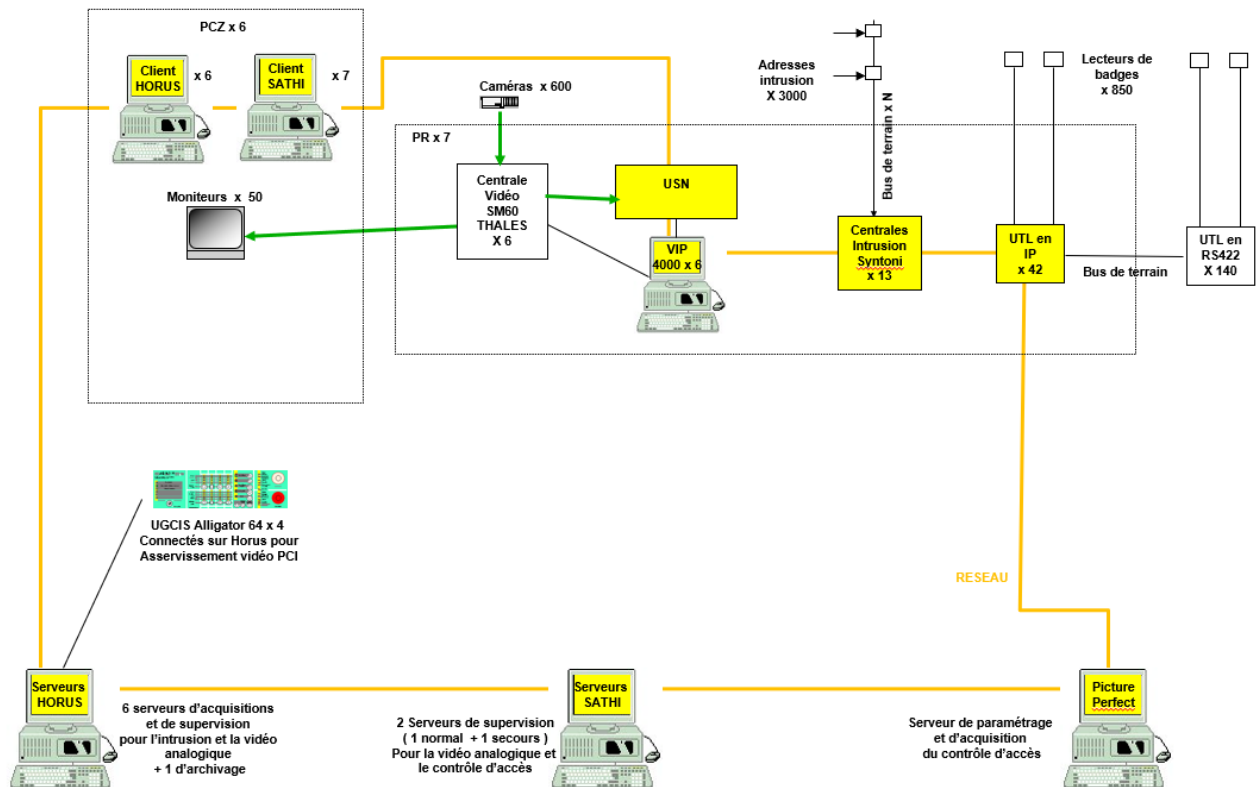 PCZ x 6
Client
HORUS
x 6
Client
SATHI
x 7
Moniteurs x 50
Caméras x 600
PR x 7
Centrale
Vidéo
SM60
THALES
X 6
USN
VIP
4000 x 6
Adresses
intrusion
X 3000
Bus de terrain x N
Centrales
Intrusion
Syntoni
x 13
Lecteurs de
badges
x 850
UTL en
IP
x 42
Bus de terrain
UTL en
RS422
X 140
UGCIS Alligator 64 x 4
Connectés sur Horus pour
Asservissement vidéo PCI
RESEAU
Serveurs
HORUS
6 serveurs d'acquisitions
et de supervision
pour l'intrusion et la vidéo
analogique
+ 1 d'archivage
Serveurs
SATHI
2 Serveurs de supervision
( 1 normal + 1 secours )
Pour la vidéo analogique et
le contrôle d'accès
Picture
Perfect
Serveur de paramétrage
et d'acquisition
du contrôle d'accès